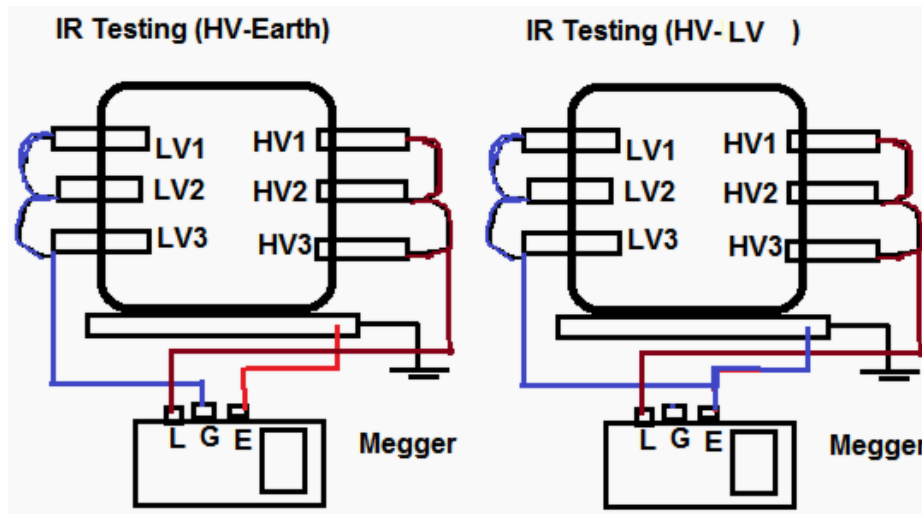 IR Testing (HV-Earth)
LV1
HV1
LV2
HV2
LV3
HV3
L G E
Megger
IR Testing (HV-LV )
LV1
HV1
LV2
HV2
LV3
HV3
L G E
Megger